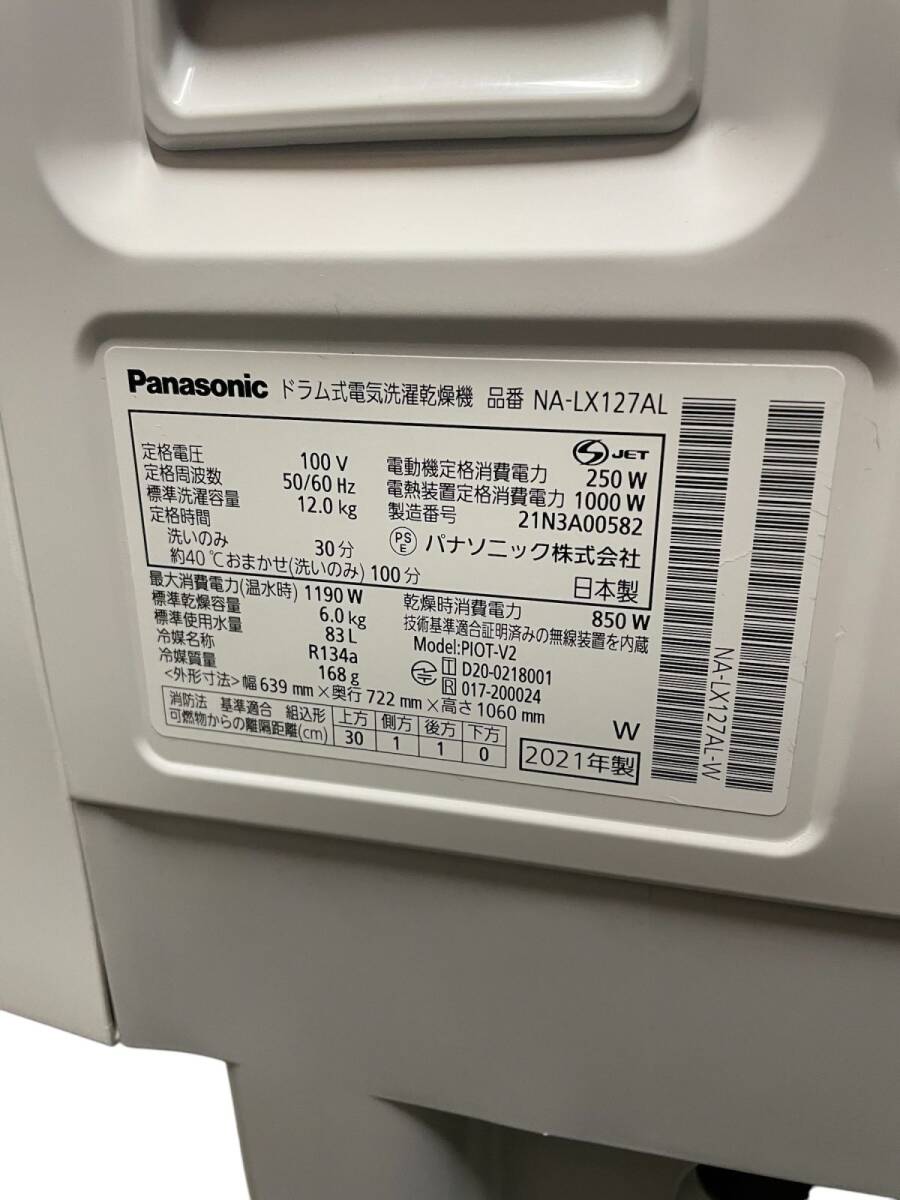 Panasonic ドラム式電気洗濯乾燥機 品番 NA-LX127AL
定格電圧 100 V
定格周波数 50/60 Hz
標準洗濯容量 12.0 kg
定格時間
洗いのみ 30分
約40℃おまかせ(洗いのみ) 100分
S JET
電動機定格消費電力 250 W
電熱装置定格消費電力 1000 W
製造番号 21N3A00582
PSE パナソニック株式会社
日本製
最大消費電力(温水時) 1190 W
標準乾燥容量 6.0 kg
標準使用水量 83 L
冷媒名称 R134a
冷媒質量 168 g
乾燥時消費電力 850 W
技術基準適合証明済みの無線装置を内蔵
Model:PIOT-V2
T D20-0218001
R 017-200024
<外形寸法>幅 639 mm×奥行 722 mm×高さ 1060 mm
消防法 基準適合 組込形 上方 側方 後方 下方
可燃物からの離隔距離(cm) 30 1 1 0
W
2021年製
NA-LX127AL-W